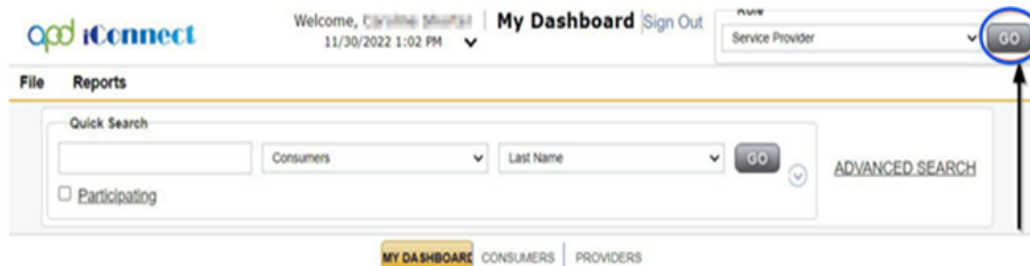 Role
Welcome, | My Dashboard | Sign Out
apd iConnect
11/30/2022 1:02 PM
Service Provider
GO
File Reports
Quick Search
Consumers Last Name GO
ADVANCED SEARCH
Participating
MY DASHBOARD CONSUMERS PROVIDERS